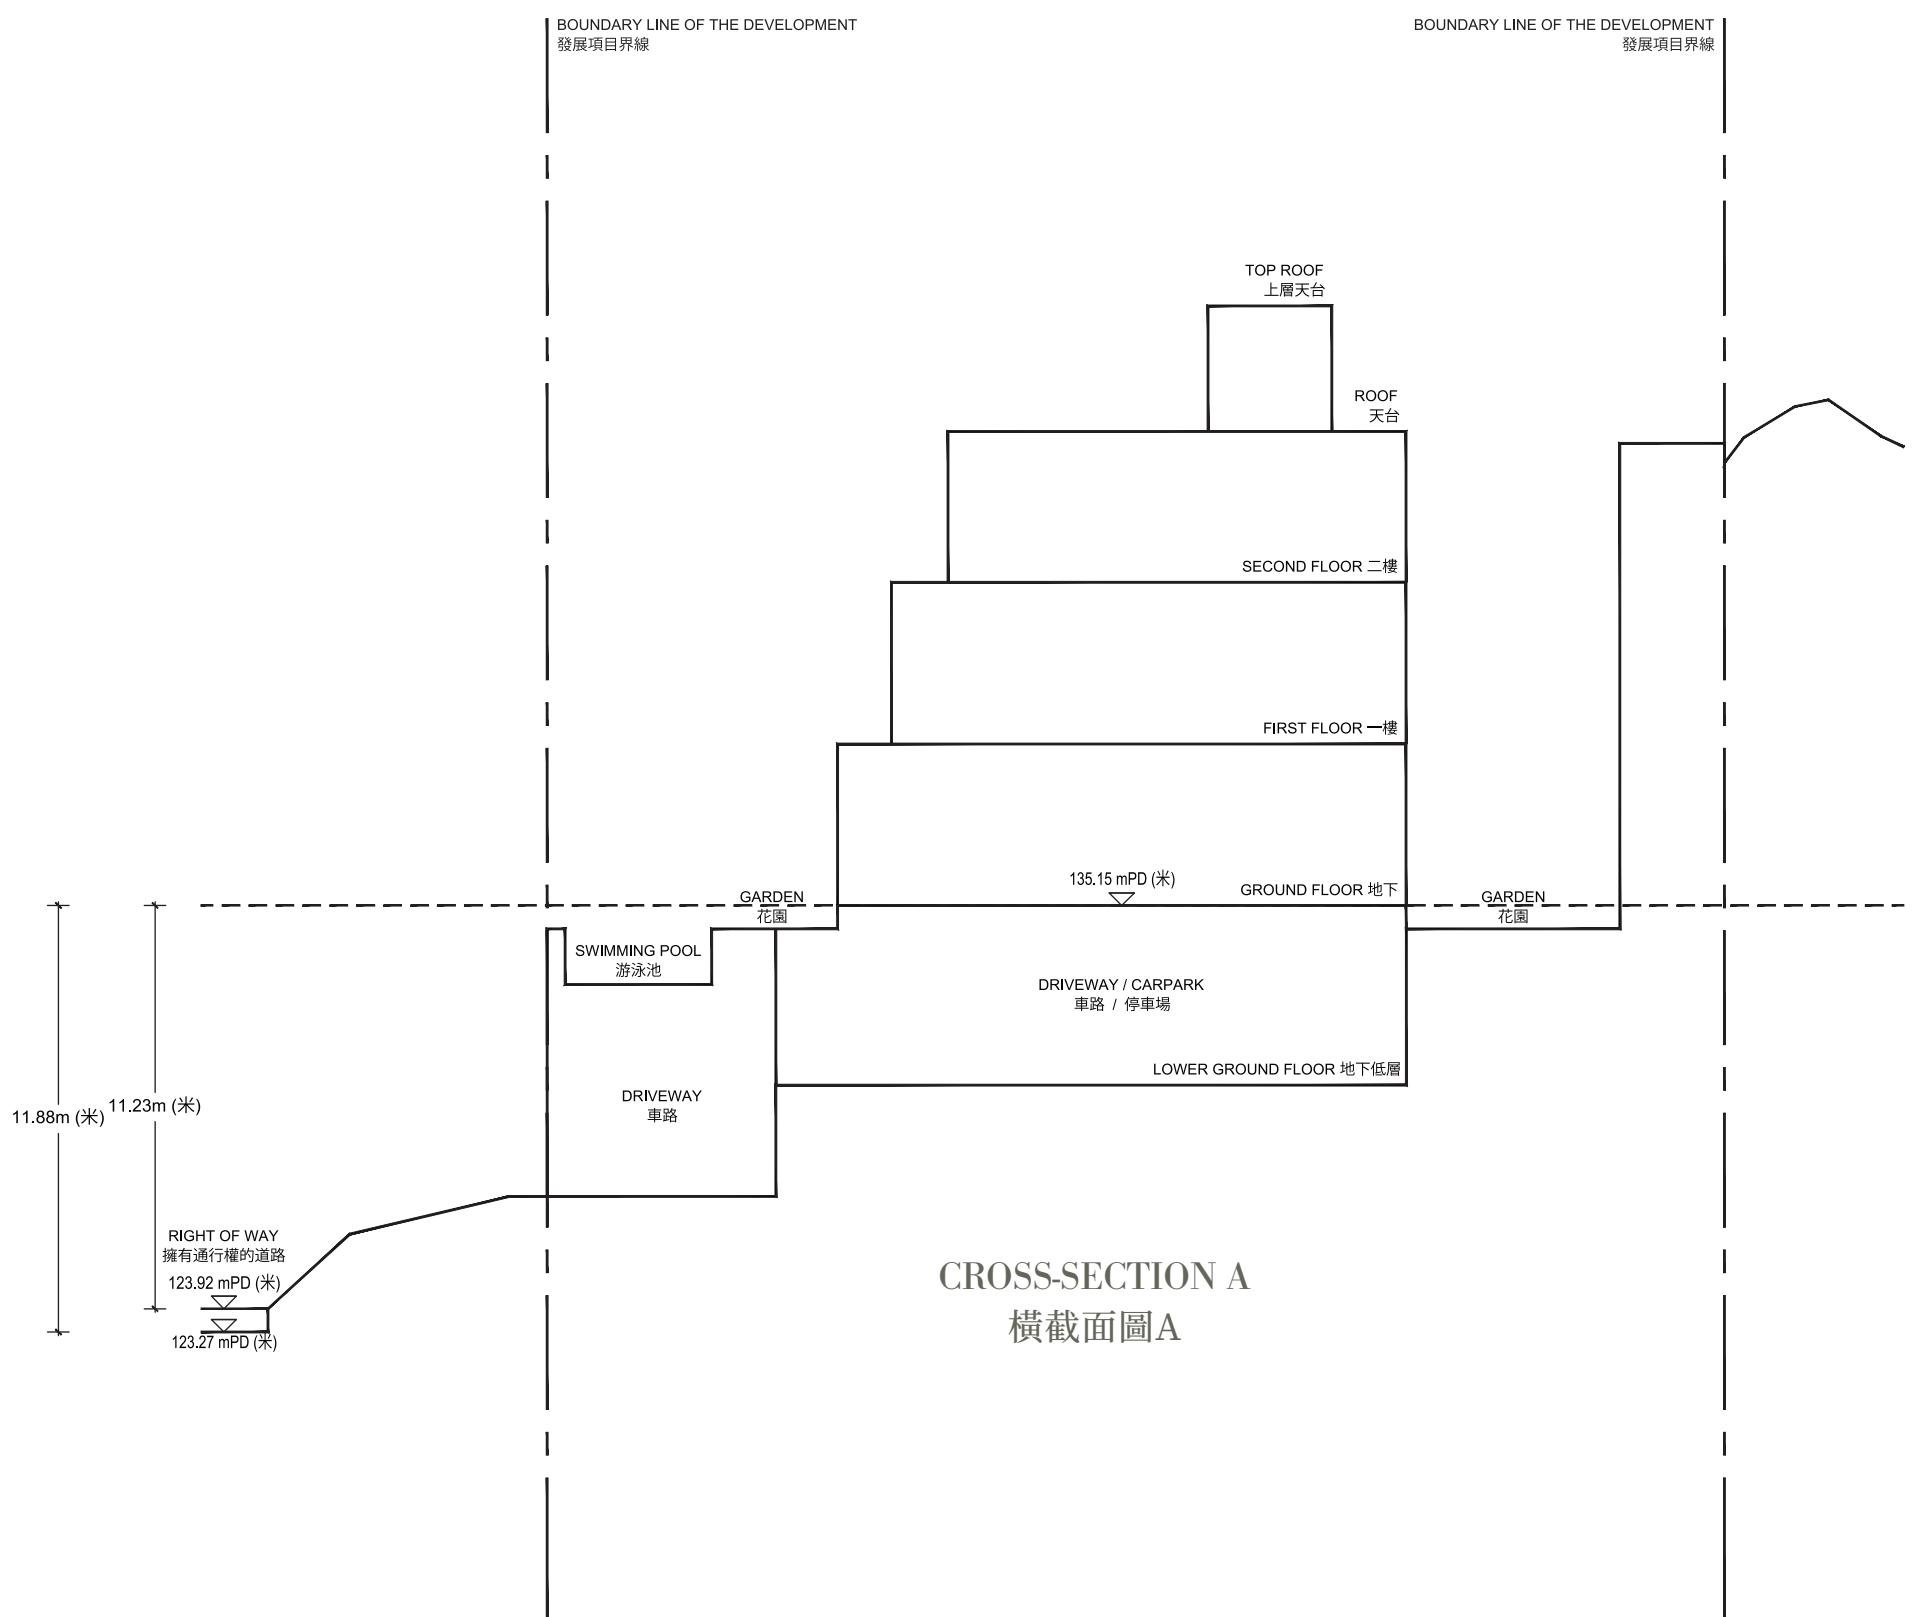 BOUNDARY LINE OF THE DEVELOPMENT
發展項目界線
BOUNDARY LINE OF THE DEVELOPMENT
發展項目界線
TOP ROOF
上層天台
ROOF
天台
SECOND FLOOR 二樓
FIRST FLOOR 一樓
135.15 mPD (米)
GROUND FLOOR 地下
GARDEN
花園
GARDEN
花園
SWIMMING POOL
游泳池
DRIVEWAY / CARPARK
車路 / 停車場
LOWER GROUND FLOOR 地下低層
DRIVEWAY
車路
11.88m (米)
11.23m (米)
RIGHT OF WAY
擁有通行權的道路
123.92 mPD (米)
123.27 mPD (米)
CROSS-SECTION A
橫截面圖A